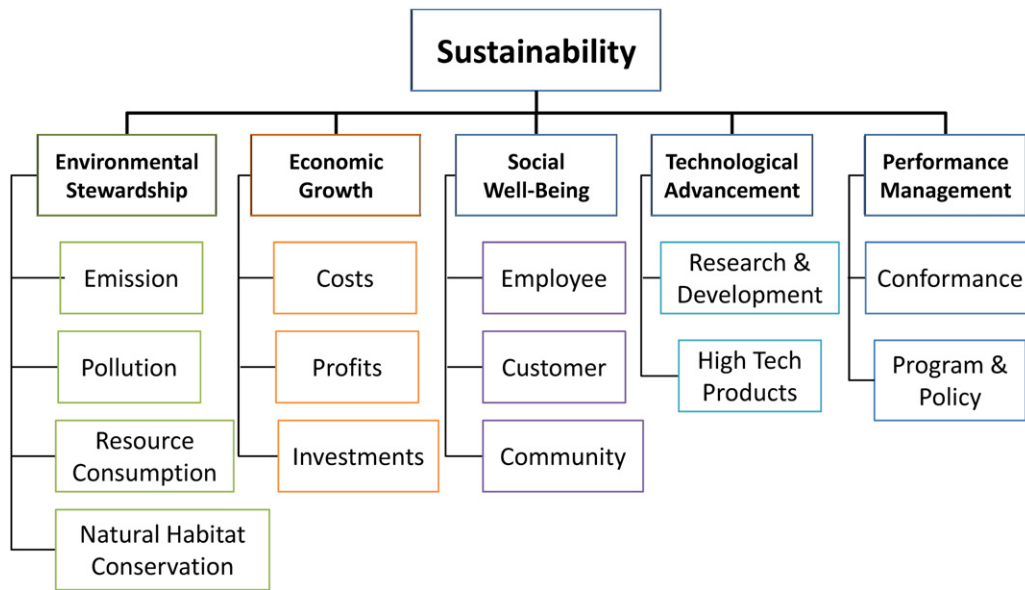 Sustainability
Environmental
Stewardship
Economic
Growth
Social
Well-Being
Technological
Advancement
Performance
Management
Emission
Pollution
Resource
Consumption
Natural Habitat
Conservation
Costs
Profits
Investments
Employee
Customer
Community
Research &
Development
High Tech
Products
Conformance
Program &
Policy